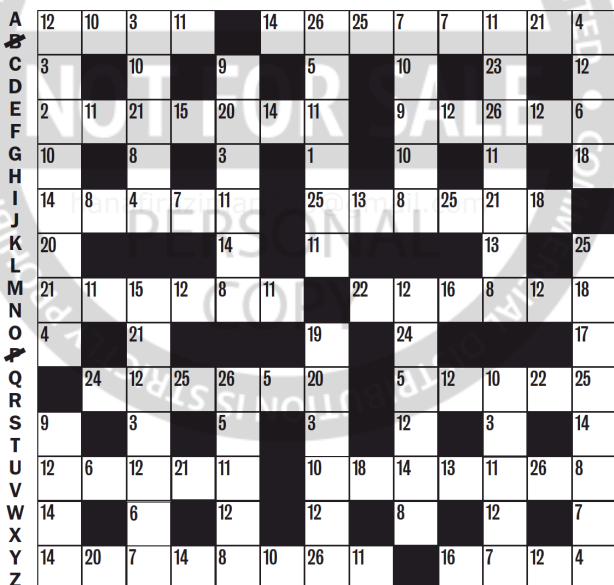 A
B
C
D
E
F
G
H
I
J
K
L
M
N
O
P
Q
R
S
T
U
V
W
X
Y
Z
12 10 3 11 14 26 25 7 7 11 21 4
3 10 9 5 10 23 12
2 11 21 15 20 14 11 9 12 26 12 6
10 8 3 1 10 11 18
14 8 4 7 11 25 13 8 25 21 18
20 14 11 13 25
21 11 15 12 8 11 22 12 16 8 12 18
4 21 19 24 17
24 12 25 26 5 20 5 12 10 22 25
9 3 5 3 12 3 14
12 6 12 21 11 10 18 14 13 11 26 8
14 6 12 12 8 12 7
14 20 7 14 8 10 26 11 16 7 12 4
NOT FOR SALE
PERSONAL
COPY